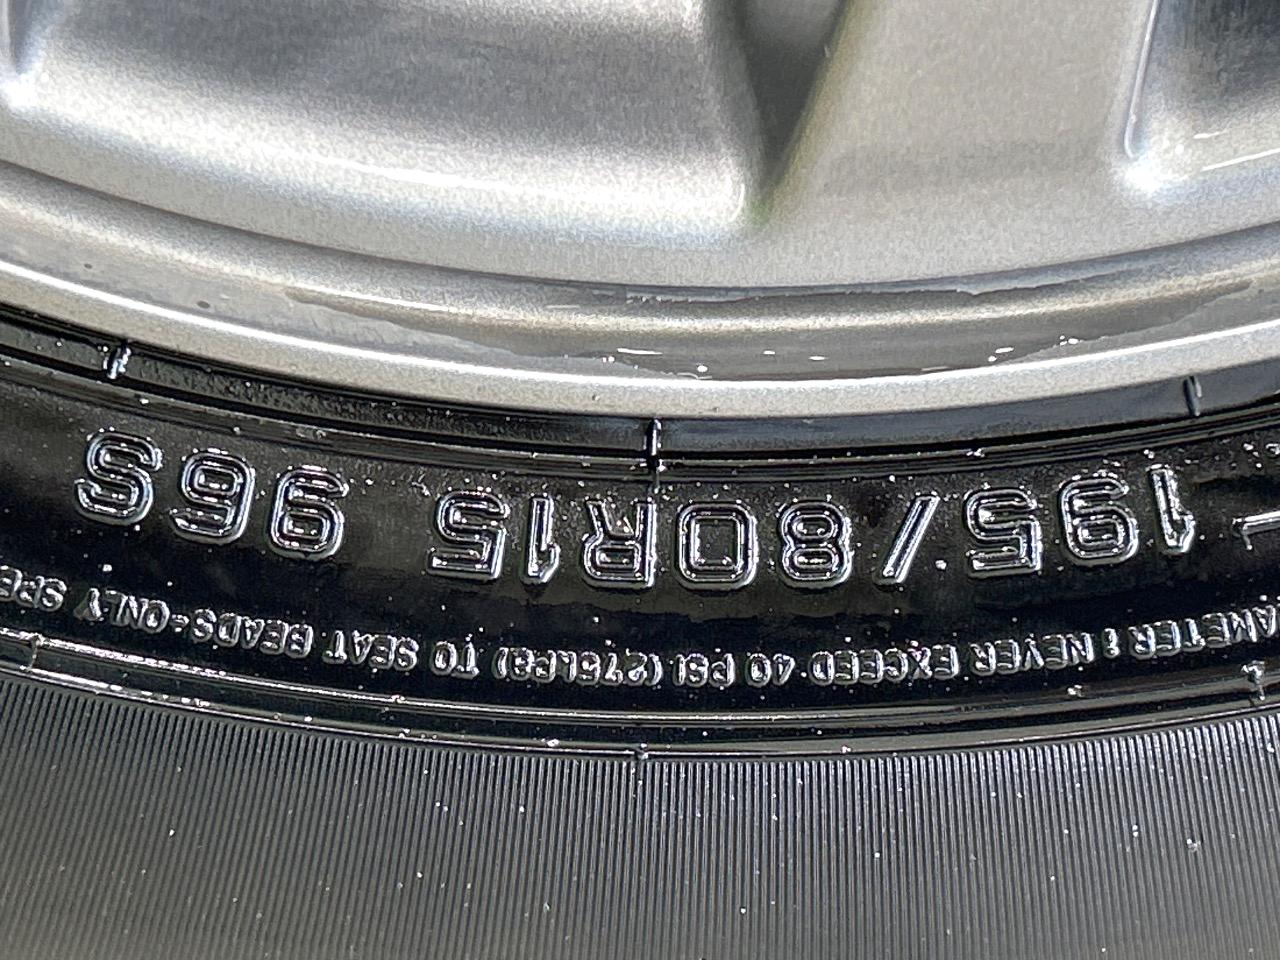 195/80R15 96S
AMETER ! NEVER EXCEED 40 PSI (275kPa) TO SEAT BEADS-ONLY SPE